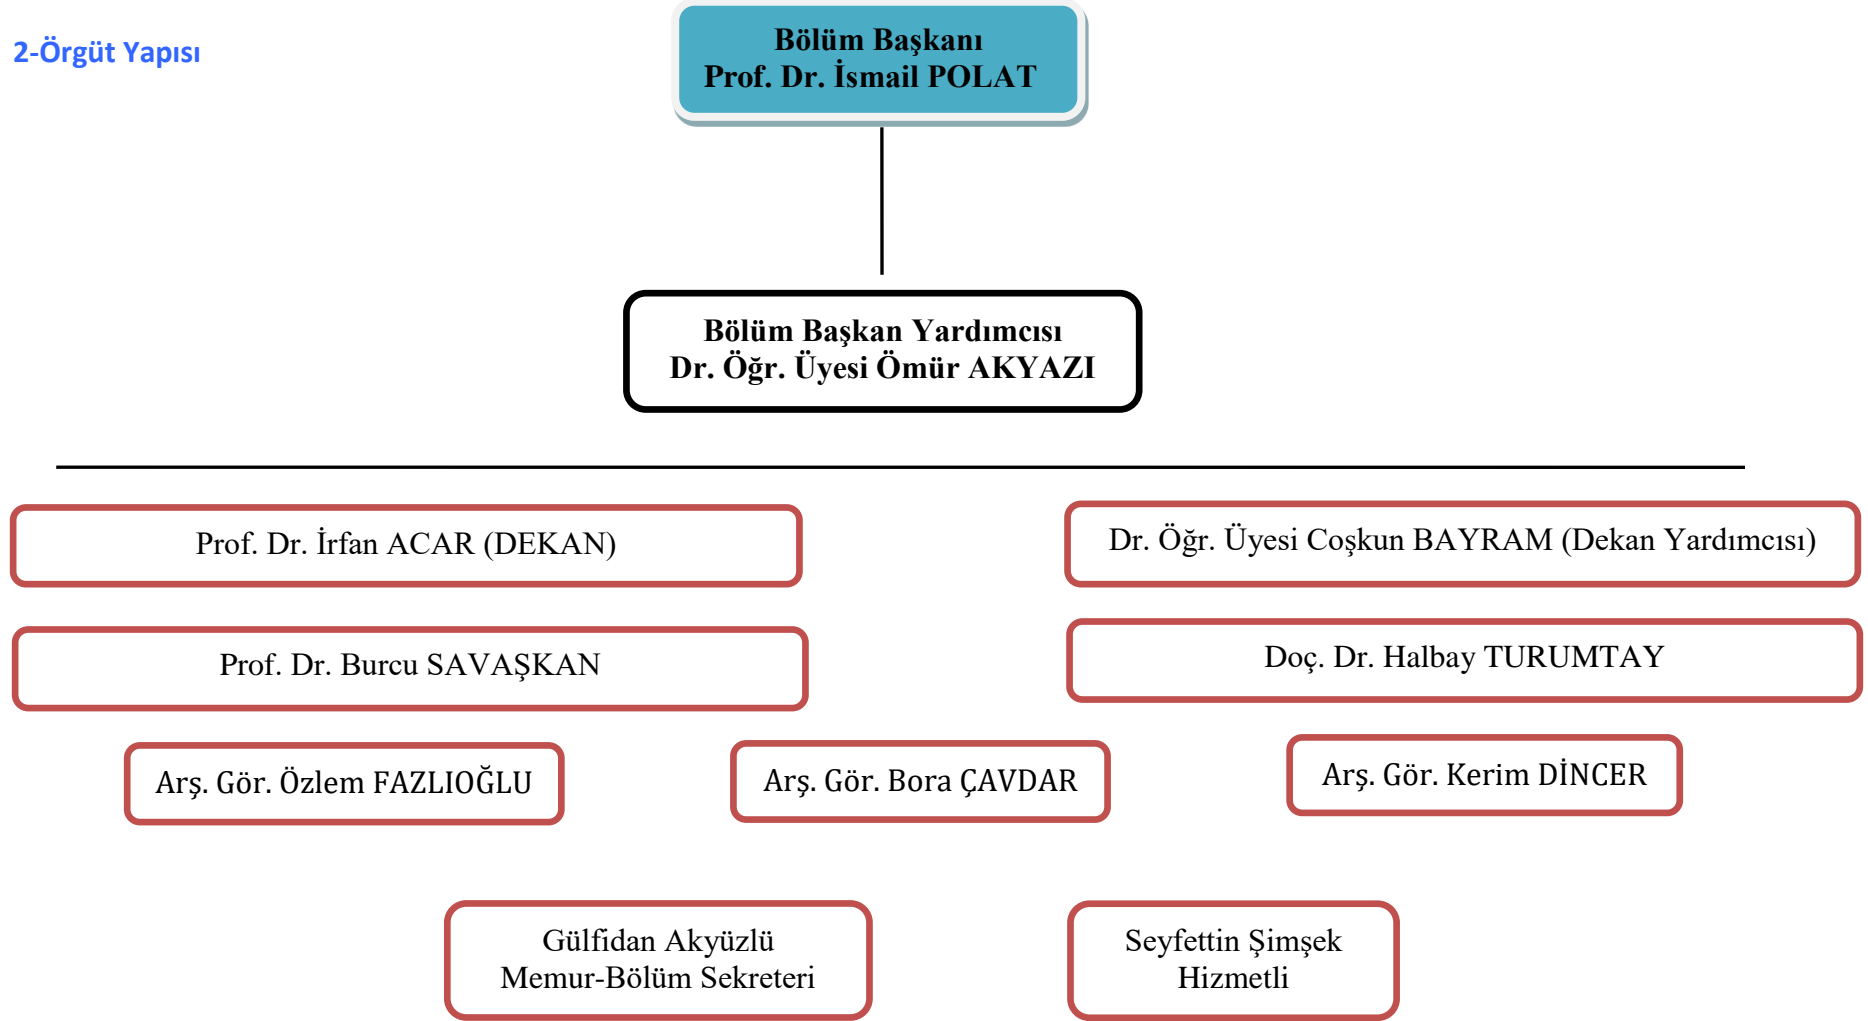 2-Örgüt Yapısı
Bölüm Başkanı
Prof. Dr. İsmail POLAT
Bölüm Başkan Yardımcısı
Dr. Öğr. Üyesi Ömür AKYAZI
Prof. Dr. İrfan ACAR (DEKAN)
Dr. Öğr. Üyesi Coşkun BAYRAM (Dekan Yardımcısı)
Prof. Dr. Burcu SAVAŞKAN
Doç. Dr. Halbay TURUMTAY
Arş. Gör. Özlem FAZLIOĞLU
Arş. Gör. Bora ÇAVDAR
Arş. Gör. Kerim DİNCER
Gülfidan Akyüzlü
Memur-Bölüm Sekreteri
Seyfettin Şimşek
Hizmetli